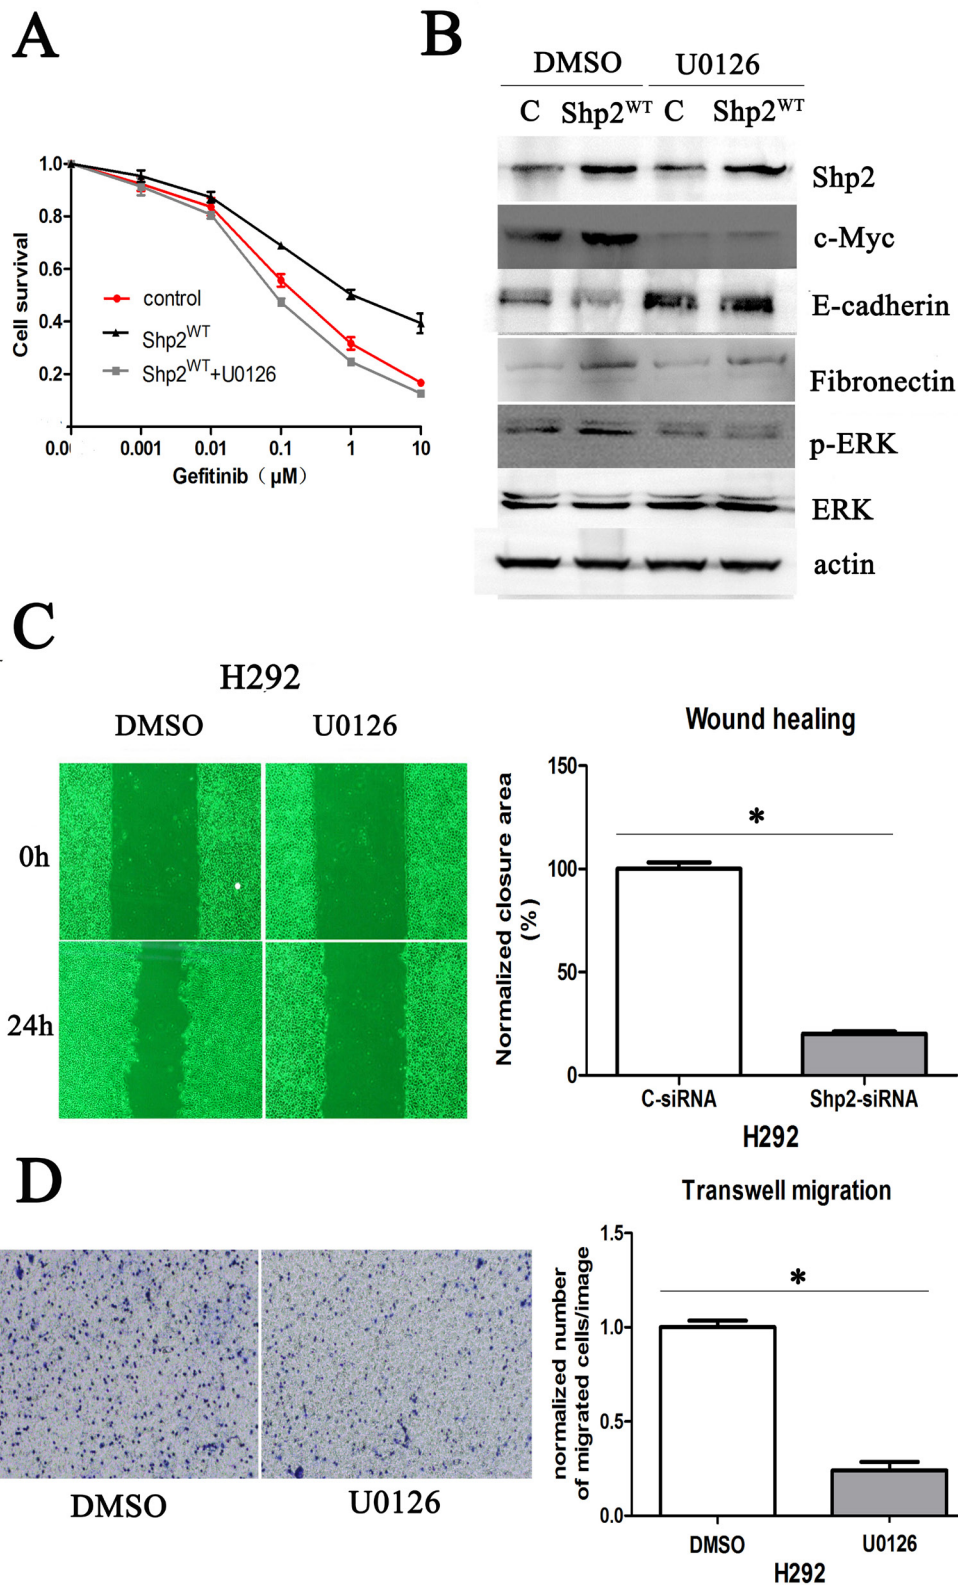 A
1.0
0.8
0.6
0.4
0.2
Cell survival
control
Shp2WT
Shp2WT+U0126
0.0 0.001 0.01 0.1 1 10
Gefitinib（μM）
B
DMSO U0126
C Shp2WT C Shp2WT
Shp2
c-Myc
E-cadherin
Fibronectin
p-ERK
ERK
actin
C
H292
DMSO U0126
0h
24h
Wound healing
150
100
50
0
Normalized closure area
(%)
*
C-siRNA Shp2-siRNA
H292
D
DMSO U0126
Transwell migration
1.5
1.0
0.5
0.0
normalized number
of migrated cells/image
*
DMSO U0126
H292